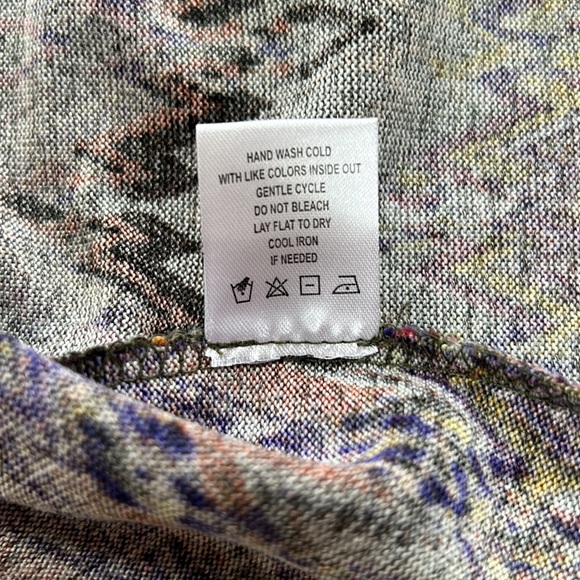 HAND WASH COLD
WITH LIKE COLORS INSIDE OUT
GENTLE CYCLE
DO NOT BLEACH
LAY FLAT TO DRY
COOL IRON
IF NEEDED